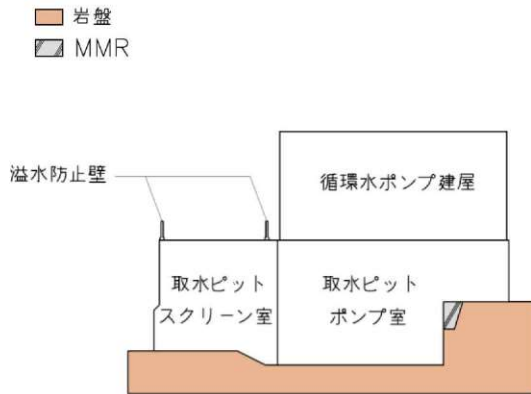 岩盤
MMR
溢水防止壁
循環水ポンプ建屋
取水ピット
スクリーン室
取水ピット
ポンプ室